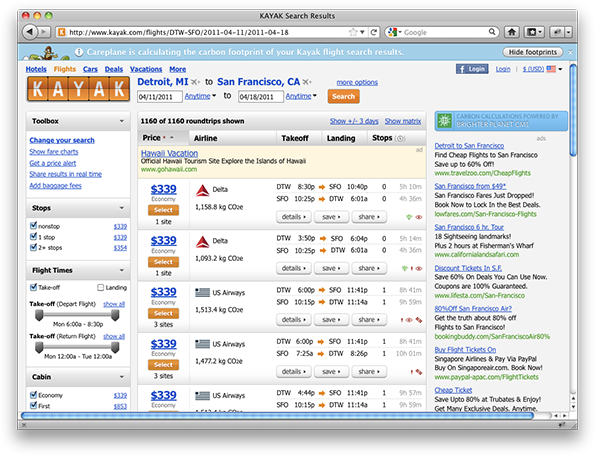 KAYAK Search Results
http://www.kayak.com/flights/DTW-SFO/2011-04-11/2011-04-18
Google
Careplane is calculating the carbon footprint of your Kayak flight search results.
Hide footprints
Hotels Flights Cars Deals Vacations More
Login Login | $ (USD)
KAYAK
Detroit, MI to San Francisco, CA more options
04/11/2011 Anytime to 04/18/2011 Anytime Search
Toolbox
Change your search
Show fare charts
Get a price alert
Share results in real time
Add baggage fees
Stops
nonstop $339
1 stop $339
2+ stops $354
Flight Times
Take-off Landing
Take-off (Depart Flight) show all
Mon 6:00a - 8:30p
Take-off (Return Flight) show all
Mon 12:00a - Tue 12:00a
Cabin
Economy $339
First $853
1160 of 1160 roundtrips shown Show +/- 3 days Show matrix
Price Airline Takeoff Landing Stops
Hawaii Vacation ad
Official Hawaii Tourism Site Explore the Islands of Hawaii
www.gohawaii.com
$339 Delta DTW 8:30p SFO 10:40p 0 5h 10m
Economy SFO 10:25p DTW 6:01a 0 4h 36m
Select 1,158.8 kg CO2e
1 site details save share
$339 Delta DTW 3:50p SFO 6:04p 0 5h 14m
Economy SFO 10:25p DTW 6:01a 0 4h 36m
Select 1,093.2 kg CO2e
1 site details save share
$339 US Airways DTW 6:00p SFO 11:41p 1 8h 41m
Economy SFO 10:15p DTW 11:14a 1 9h 59m
Select 1,513.4 kg CO2e
3 sites details save share
$339 US Airways DTW 6:00p SFO 11:41p 1 8h 41m
Economy SFO 7:25a DTW 8:26p 1 10h 01m
Select 1,477.2 kg CO2e
3 sites details save share
$339 US Airways DTW 4:44p SFO 11:57p 1
Economy SFO 10:15p DTW 11:14a 1 9h 59m
Select
CARBON CALCULATIONS POWERED BY
BRIGHTER PLANET CM1
ads
Detroit to San Francisco
Find Cheap Flights to San Francisco
Save up to 60% Off!
www.travelzoo.com/CheapFlights
San Francisco from $49*
San Francisco Fares Just Dropped!
Book Now to Lock In the Best Deals.
lowfares.com/San-Francisco-Flights
San Francisco 6 hr. Tour
18 Sightseeing landmarks!
Plus 2 hours at Fisherman's Wharf
www.californialandsafari.com
Discount Tickets In S.F.
Save 60% On Deals You Can Use Now.
Coupons are 100% Guaranteed.
www.lifesta.com/San-Francisco
80%Off San Francisco Air?
Get the truth about 80% off
Flights to San Francisco!
bookingbuddy.com/SanFranciscoAir80%
Buy Flight Tickets On
Singapore Airlines & Pay Via PayPal
Buy On Singaporeair.com. Book Now!
www.paypal-apac.com/FlightTickets
Cheap Ticket
Save Upto 80% at Trubates & Enjoy!
Get Many Exclusive Deals. Anytime.